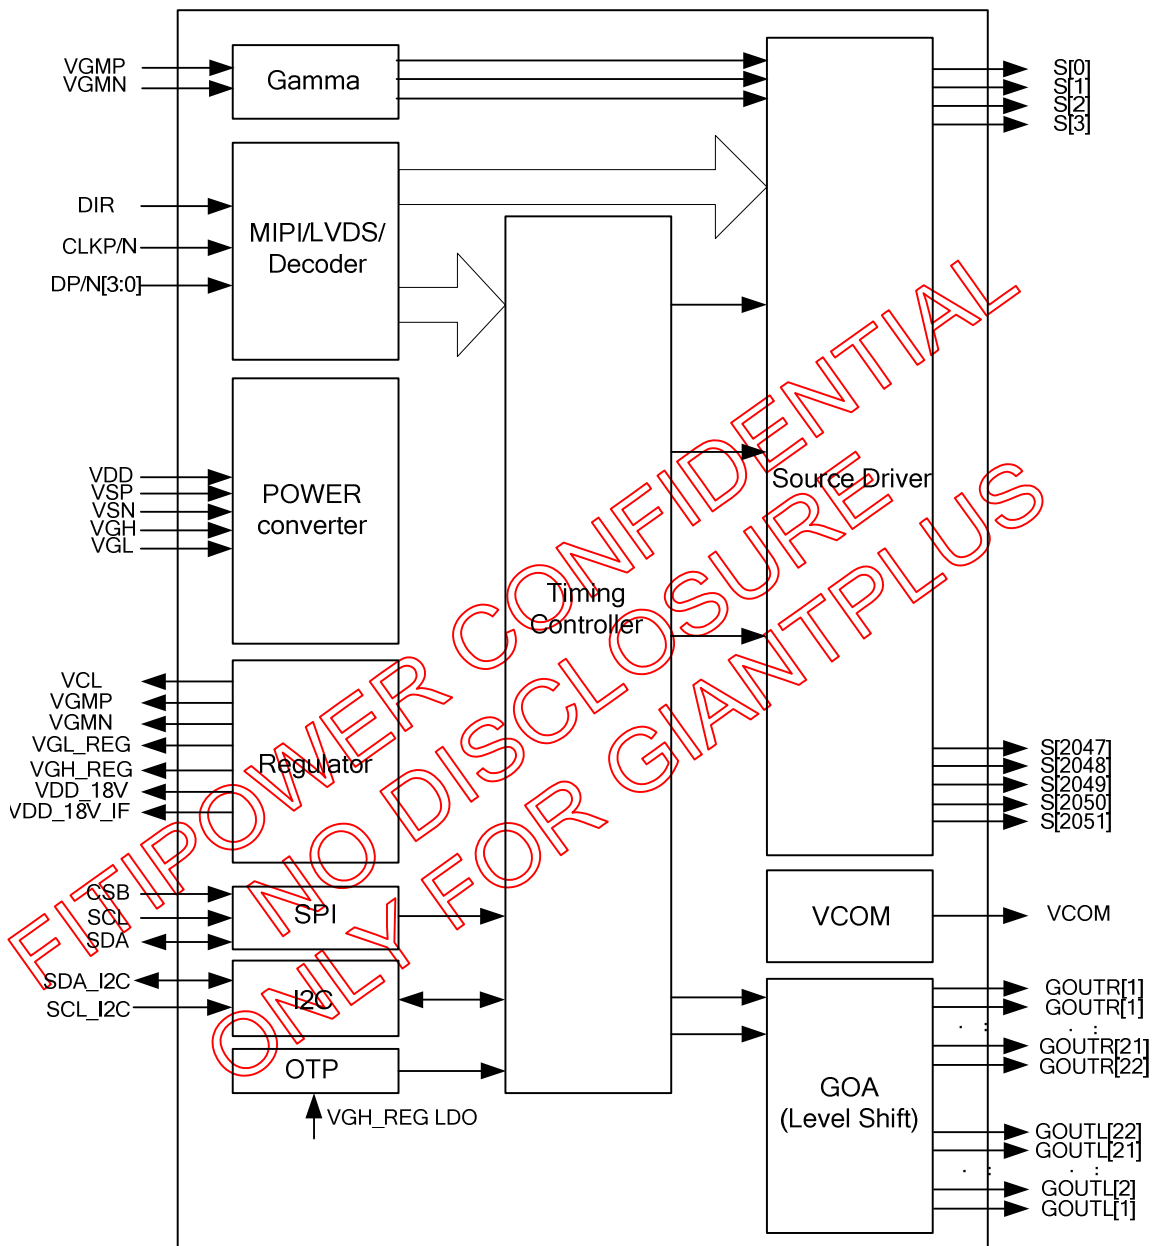 VGMP
VGMN
Gamma
S[0]
S[1]
S[2]
S[3]
DIR
CLKP/N
DP/N[3:0]
MIPI/LVDS/
Decoder
VDD
VSP
VSN
VGH
VGL
POWER
converter
Source Driver
Timing
Controller
VCL
VGMP
VGMN
VGL_REG
VGH_REG
VDD_18V
VDD_18V_IF
Regulator
S[2047]
S[2048]
S[2049]
S[2050]
S[2051]
CSB
SCL
SDA
SPI
VCOM
VCOM
SDA_I2C
SCL_I2C
I2C
OTP
VGH_REG LDO
GOA
(Level Shift)
GOUTR[1]
GOUTR[1]
. : . :
GOUTR[21]
GOUTR[22]
GOUTL[22]
GOUTL[21]
. : . :
GOUTL[2]
GOUTL[1]
FITIPOWER CONFIDENTIAL
NO DISCLOSURE
ONLY FOR GIANTPLUS